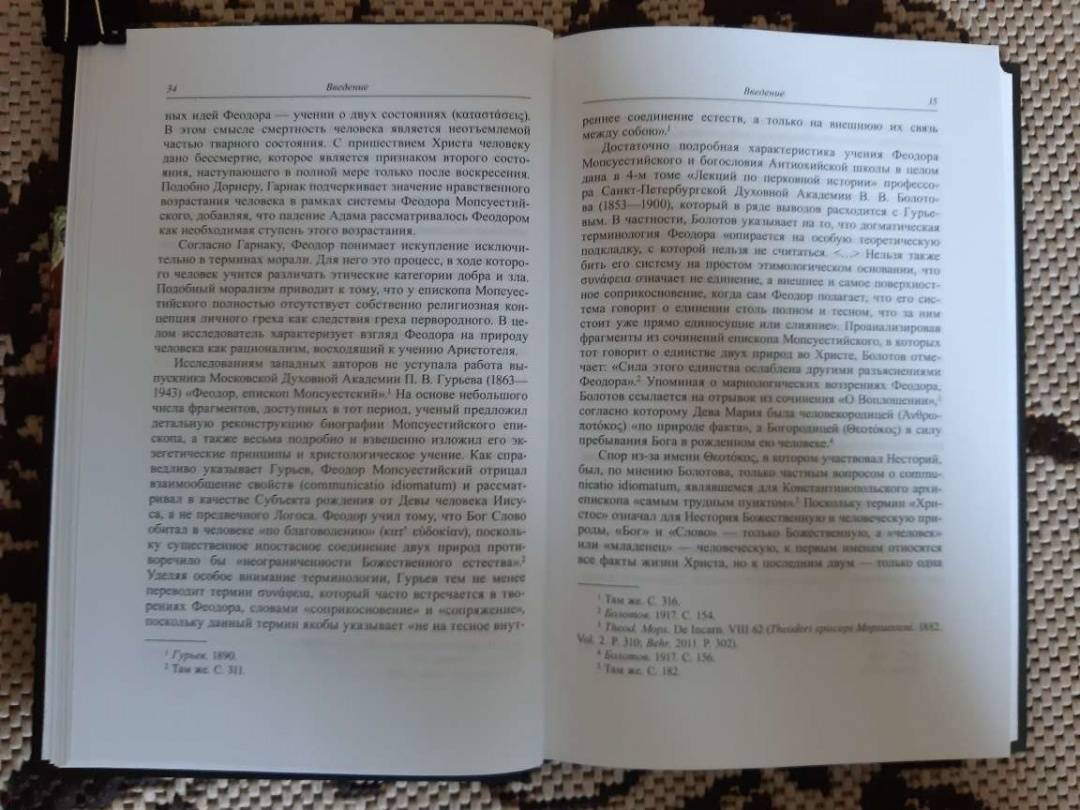 34 Введение
ных идей Феодора — учении о двух состояниях (καταστάσεις).
В этом смысле смертность человека является неотъемлемой
частью тварного состояния. С пришествием Христа человеку
дано бессмертие, которое является признаком второго состо-
яния, наступающего в полной мере только после воскресения.
Подобно Дорнеру, Гарнак подчеркивает значение нравственного
возрастания человека в рамках системы Феодора Мопсуестий-
ского, добавляя, что падение Адама рассматривалось Феодором
как необходимая ступень этого возрастания.
Согласно Гарнаку, Феодор понимает искупление исключи-
тельно в терминах морали. Для него это процесс, в ходе которо-
го человек учится различать этические категории добра и зла.
Подобный морализм приводит к тому, что у епископа Мопсуес-
тийского полностью отсутствует собственно религиозная кон-
цепция личного греха как следствия греха первородного. В це-
лом исследователь характеризует взгляд Феодора на природу
человека как рационализм, восходящий к учению Аристотеля.
Исследованиям западных авторов не уступала работа вы-
пускника Московской Духовной Академии П. В. Гурьева (1863—
1943) «Феодор, епископ Мопсуестский».¹ На основе небольшого
числа фрагментов, доступных в тот период, ученый предложил
детальную реконструкцию биографии Мопсуестийского епи-
скопа, а также весьма подробно и взвешенно изложил его эк-
зегетические принципы и христологическое учение. Как спра-
ведливо указывает Гурьев, Феодор Мопсуестийский отрицал
взаимообщение свойств (communicatio idiomatum) и рассмат-
ривал в качестве Субъекта рождения от Девы человека Иису-
са, а не предвечного Логоса. Феодор учил тому, что Бог Слово
обитал в человеке «по благоволению» (κατ’ εὐδοκίαν), посколь-
ку существенное ипостасное соединение двух природ проти-
воречило бы «неограниченности Божественного естества».²
Уделяя особое внимание терминологии, Гурьев тем не менее
переводит термин συνάφεια, который часто встречается в тво-
рениях Феодора, словами «соприкосновение» и «сопряжение»,
поскольку данный термин якобы указывает «не на тесное внут-
¹ Гурьев. 1890.
² Там же. С. 311.
Введение 35
реннее соединение естеств, а только на внешнюю их связь
между собою».¹
Достаточно подробная характеристика учения Феодора
Мопсуестийского и богословия Антиохийской школы в целом
дана в 4-м томе «Лекций по церковной истории» профессо-
ра Санкт-Петербургской Духовной Академии В. В. Болото-
ва (1853—1900), который в ряде выводов расходится с Гурье-
вым. В частности, Болотов указывает на то, что догматическая
терминология Феодора «опирается на особую теоретическую
подкладку, с которой нельзя не считаться. <...> Нельзя также
бить его систему на простом этимологическом основании, что
συνάφεια означает не единение, а внешнее и самое поверхност-
ное соприкосновение, когда сам Феодор полагает, что его сис-
тема говорит о единении столь полном и тесном, что за ним
стоит уже прямо единосущие или слияние». Проанализировав
фрагменты из сочинений епископа Мопсуестийского, в которых
тот говорит о единстве двух природ во Христе, Болотов отме-
чает: «Сила этого единства ослаблена другими разъяснениями
Феодора».² Упоминая о мариологических воззрениях Феодора,
Болотов ссылается на отрывок из сочинения «О Воплощении»,³
согласно которому Дева Мария была человекородицей (Ἀνθρω-
ποτόκος) «по природе факта», а Богородицей (Θεοτόκος) в силу
пребывания Бога в рожденном ею человеке.⁴
Спор из-за имени Θεοτόκος, в котором участвовал Несторий,
был, по мнению Болотова, только частным вопросом о commu-
nicatio idiomatum, являвшемся для Константинопольского архи-
епископа «самым трудным пунктом».⁵ Поскольку термин «Хри-
стос» означал для Нестория Божественную и человеческую при-
роды, «Бог» и «Слово» — только Божественную, а «человек»
или «младенец» — человеческую, к первым именам относятся
все факты жизни Христа, но к последним двум — только одна
¹ Там же. С. 316.
² Болотов. 1917. С. 154.
³ Theod. Mops. De Incarn. VIII 62 (Theodori episcopi Mopsuesteni. 1882.
Vol. 2. P. 310; Behr. 2011. P. 302).
⁴ Болотов. 1917. С. 156.
⁵ Там же. С. 182.